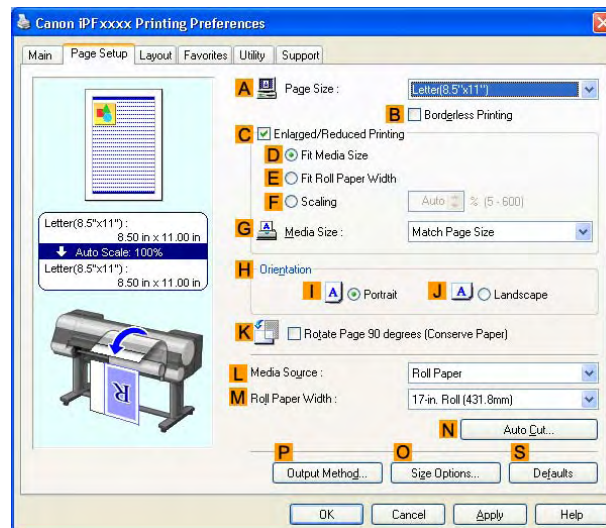 Canon iPFxxxx Printing Preferences
Main Page Setup Layout Favorites Utility Support
A Page Size : Letter(8.5"x11")
B Borderless Printing
C Enlarged/Reduced Printing
D Fit Media Size
E Fit Roll Paper Width
F Scaling Auto % (5 - 600)
G A Media Size : Match Page Size
Letter(8.5"x11") :
8.50 in x 11.00 in
Auto Scale: 100%
Letter(8.5"x11") :
8.50 in x 11.00 in
H Orientation
I A Portrait J A Landscape
K Rotate Page 90 degrees (Conserve Paper)
R
L Media Source : Roll Paper
M Roll Paper Width : 17-in. Roll (431.8mm)
N Auto Cut...
P O S
Output Method... Size Options... Defaults
OK Cancel Apply Help